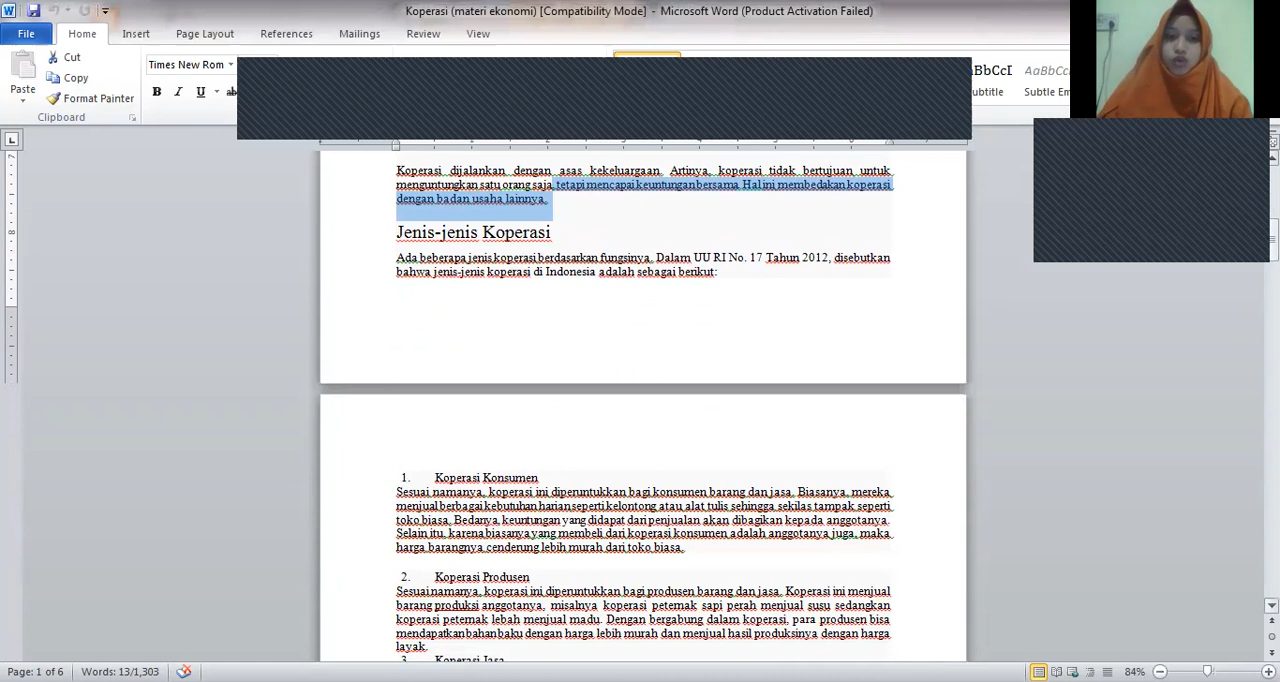 Koperasi (materi ekonomi) [Compatibility Mode] - Microsoft Word (Product Activation Failed)
File Home Insert Page Layout References Mailings Review View
Cut
Copy
Format Painter
Paste
Clipboard
Times New Rom
B I U abc
AaBbCcD
Subtitle Subtle Em
Koperasi dijalankan dengan asas kekeluargaan. Artinya, koperasi tidak bertujuan untuk
menguntungkan satu orang saja, tetapi mencapai keuntungan bersama. Hal ini membedakan koperasi
dengan badan usaha lainnya.
Jenis-jenis Koperasi
Ada beberapa jenis koperasi berdasarkan fungsinya. Dalam UU RI No. 17 Tahun 2012, disebutkan
bahwa jenis-jenis koperasi di Indonesia adalah sebagai berikut:
1. Koperasi Konsumen
Sesuai namanya, koperasi ini diperuntukkan bagi konsumen barang dan jasa. Biasanya, mereka
menjual berbagai kebutuhan harian seperti kelontong atau alat tulis sehingga sekilas tampak seperti
toko biasa. Bedanya, keuntungan yang didapat dari penjualan akan dibagikan kepada anggotanya.
Selain itu, karena biasanya yang membeli dari koperasi konsumen adalah anggotanya juga, maka
harga barangnya cenderung lebih murah dari toko biasa.
2. Koperasi Produsen
Sesuai namanya, koperasi ini diperuntukkan bagi produsen barang dan jasa. Koperasi ini menjual
barang produksi anggotanya, misalnya koperasi peternak sapi perah menjual susu sedangkan
koperasi peternak lebah menjual madu. Dengan bergabung dalam koperasi, para produsen bisa
mendapatkan bahan baku dengan harga lebih murah dan menjual hasil produksinya dengan harga
layak.
3. Koperasi Jasa
Page: 1 of 6 Words: 13/1,303 84%